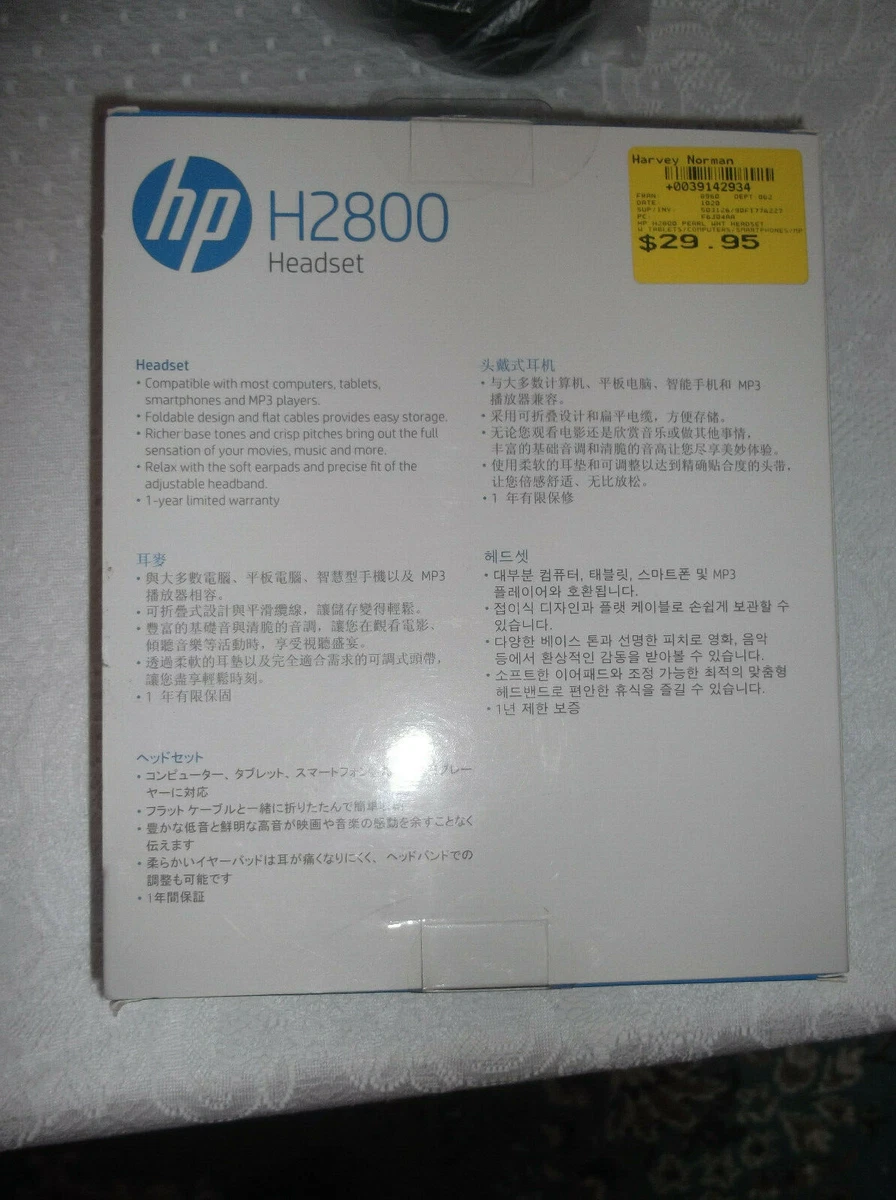 hp
H2800
Headset
Harvey Norman
+0039142934
FRAN: 0960 DEPT: 062
DATE: 1020
SUP/INV:
PC: F6J04AA
HP H2800 PEARL WHT HEADSET
W TABLETS/COMPUTERS/SMARTPHONES/MP
$29.95
Headset
• Compatible with most computers, tablets,
smartphones and MP3 players.
• Foldable design and flat cables provides easy storage.
• Richer base tones and crisp pitches bring out the full
sensation of your movies, music and more.
• Relax with the soft earpads and precise fit of the
adjustable headband.
• 1-year limited warranty
头戴式耳机
• 与大多数计算机、平板电脑、智能手机和 MP3
播放器兼容。
• 采用可折叠设计和扁平电缆，方便存储。
• 无论您观看电影还是欣赏音乐或做其他事情，
丰富的基础音调和清脆的音高让您尽享美妙体验。
• 使用柔软的耳垫和可调整以达到精确贴合度的头带，
让您倍感舒适、无比放松。
• 1 年有限保修
耳麥
• 與大多數電腦、平板電腦、智慧型手機以及 MP3
播放器相容。
• 可折疊式設計與平滑纜線，讓儲存變得輕鬆。
• 豐富的基礎音與清脆的音調，讓您在觀看電影、
傾聽音樂等活動時，享受視聽盛宴。
• 透過柔軟的耳墊以及完全適合需求的可調式頭帶，
讓您盡享輕鬆時刻。
• 1 年有限保固
헤드셋
• 대부분 컴퓨터, 태블릿, 스마트폰 및 MP3
플레이어와 호환됩니다.
• 접이식 디자인과 플랫 케이블로 손쉽게 보관할 수
있습니다.
• 다양한 베이스 톤과 선명한 피치로 영화, 음악
등에서 환상적인 감동을 받아볼 수 있습니다.
• 소프트한 이어패드와 조정 가능한 최적의 맞춤형
헤드밴드로 편안한 휴식을 즐길 수 있습니다.
• 1년 제한 보증
ヘッドセット
• コンピューター、タブレット、スマートフォン プレー
ヤーに対応
• フラット ケーブルと一緒に折りたたんで簡単
• 豊かな低音と鮮明な高音が映画や音楽の感動を余すことなく
伝えます
• 柔らかいイヤーパッドは耳が痛くなりにくく、ヘッドバンドでの
調整も可能です
• 1年間保証